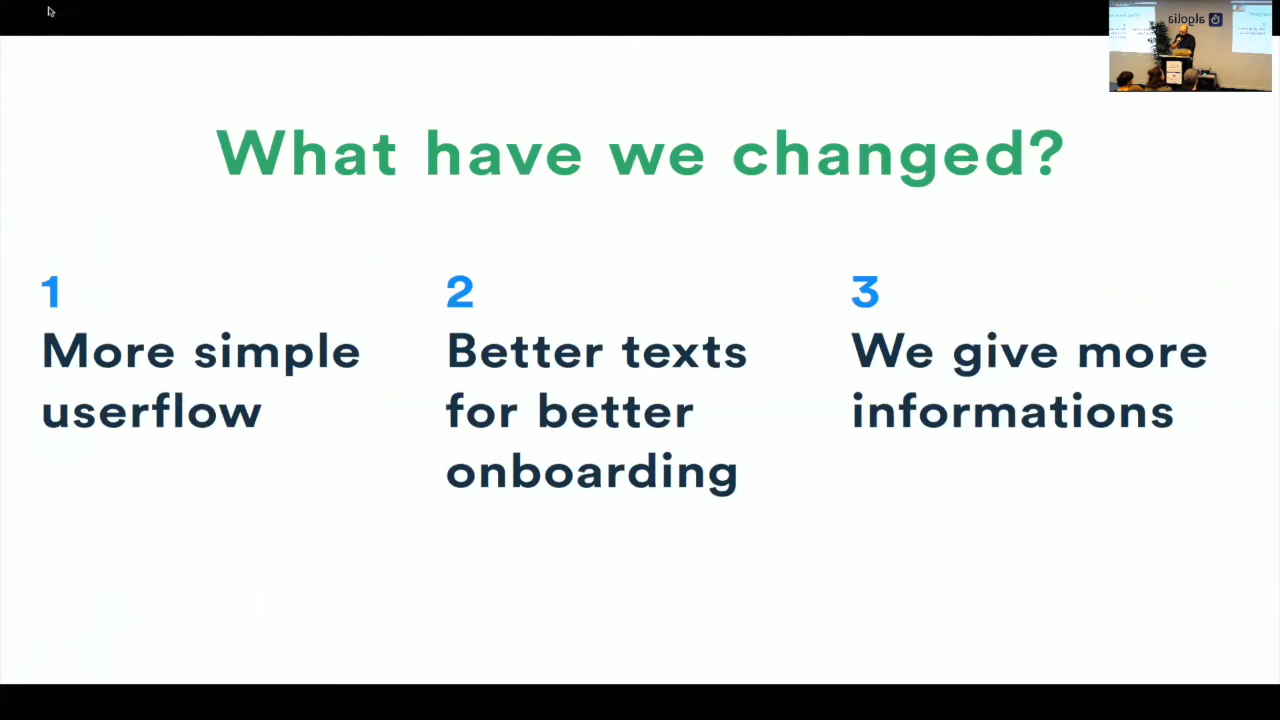 What have we changed?
1
More simple
userflow
2
Better texts
for better
onboarding
3
We give more
informations
algolia